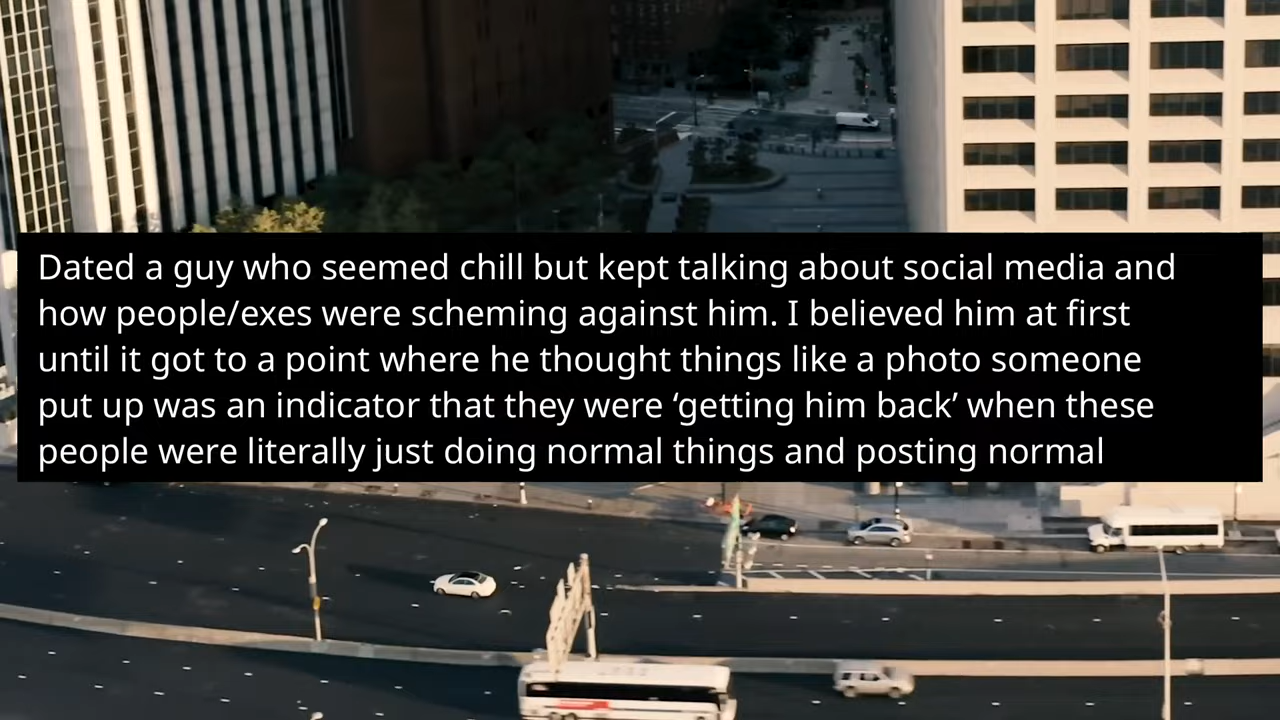 Dated a guy who seemed chill but kept talking about social media and
how people/exes were scheming against him. I believed him at first
until it got to a point where he thought things like a photo someone
put up was an indicator that they were ‘getting him back’ when these
people were literally just doing normal things and posting normal